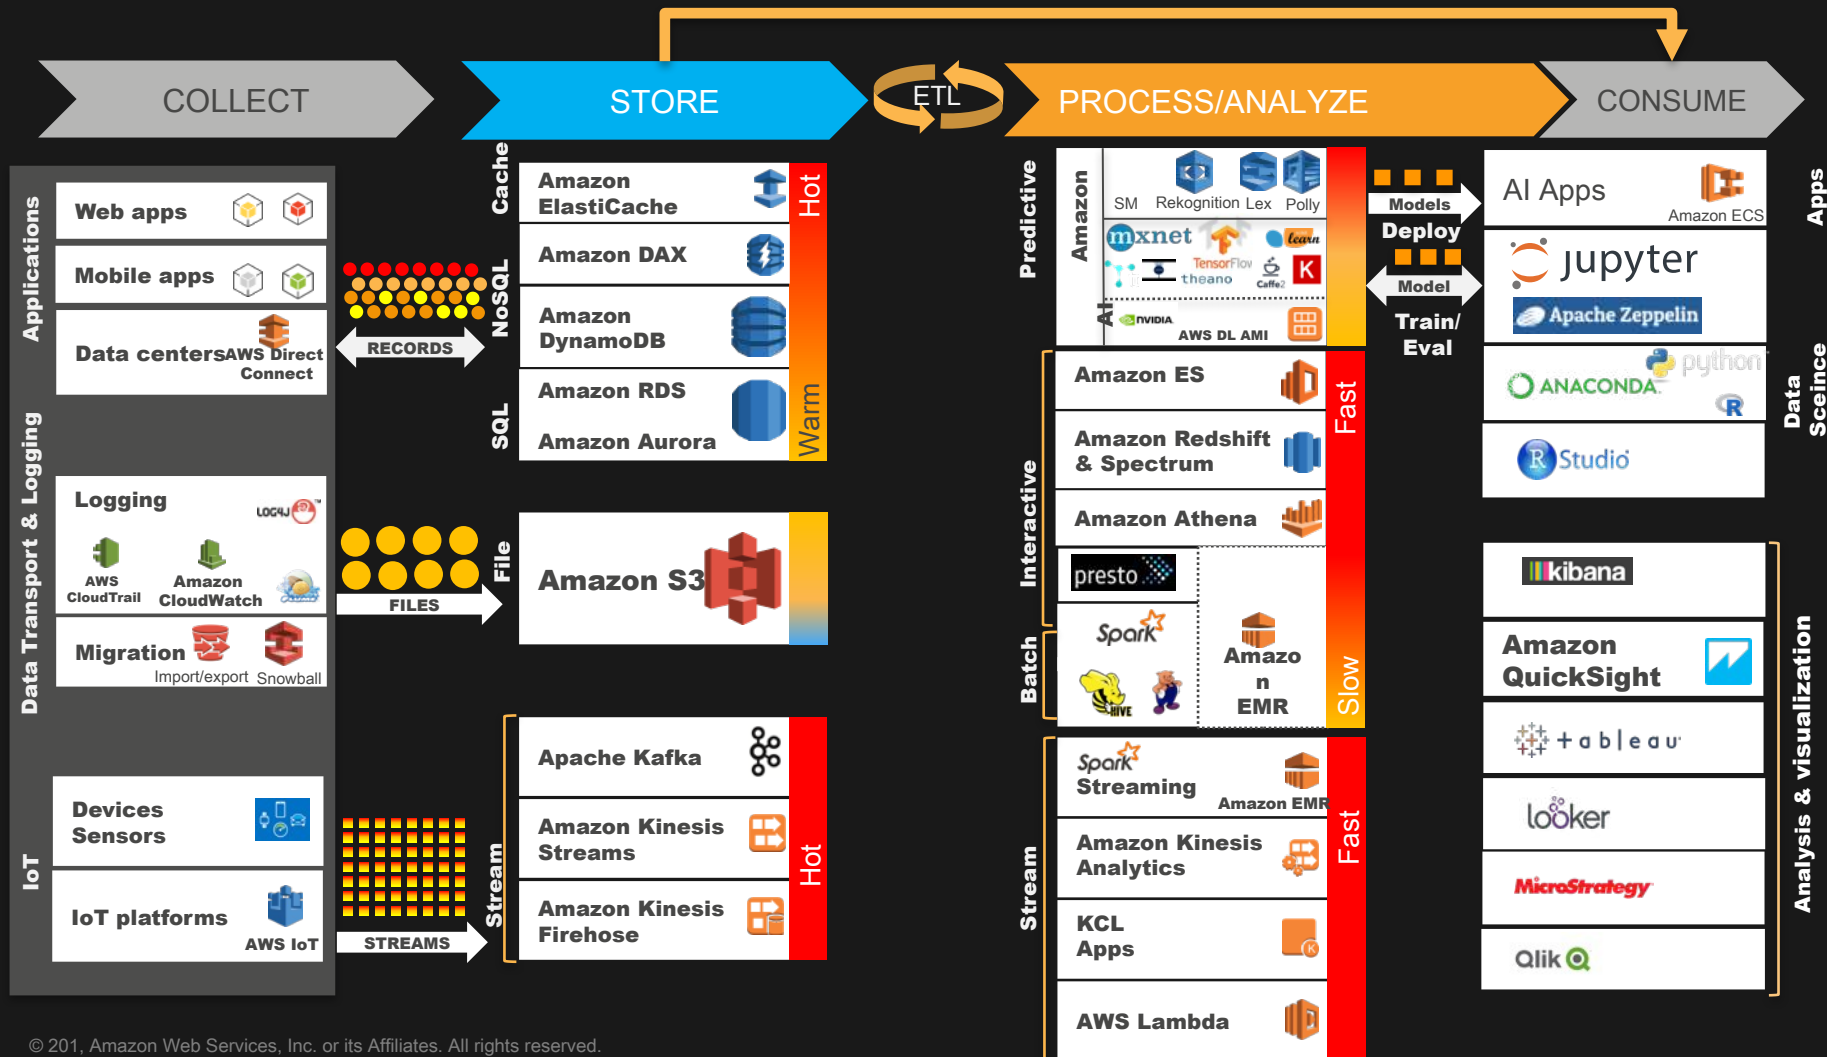 COLLECT
STORE
ETL
PROCESS/ANALYZE
CONSUME
Applications
Web apps
Mobile apps
Data centers
AWS Direct
Connect
Data Transport & Logging
Logging
LOG4J
AWS
CloudTrail
Amazon
CloudWatch
Migration
Import/export
Snowball
IoT
Devices
Sensors
IoT platforms
AWS IoT
RECORDS
FILES
STREAMS
Cache
Amazon
ElastiCache
NoSQL
Amazon DAX
Amazon
DynamoDB
SQL
Amazon RDS
Amazon Aurora
Hot
Warm
File
Amazon S3
Stream
Apache Kafka
Amazon Kinesis
Streams
Amazon Kinesis
Firehose
Hot
Predictive
Amazon
AI
SM
Rekognition
Lex
Polly
mxnet
TensorFlow
learn
theano
Caffe2
K
NVIDIA
AWS DL AMI
Interactive
Amazon ES
Amazon Redshift
& Spectrum
Amazon Athena
presto
Batch
Spark
HIVE
Amazo
n
EMR
Fast
Slow
Stream
Spark
Streaming
Amazon EMR
Amazon Kinesis
Analytics
KCL
Apps
K
AWS Lambda
Fast
Models
Deploy
Model
Train/
Eval
AI Apps
Amazon ECS
Apps
jupyter
Apache Zeppelin
python
ANACONDA
R
R Studio
Data
Sceince
kibana
Amazon
QuickSight
+ableau
looker
MicroStrategy
Qlik
Analysis & visualization
© 201, Amazon Web Services, Inc. or its Affiliates. All rights reserved.